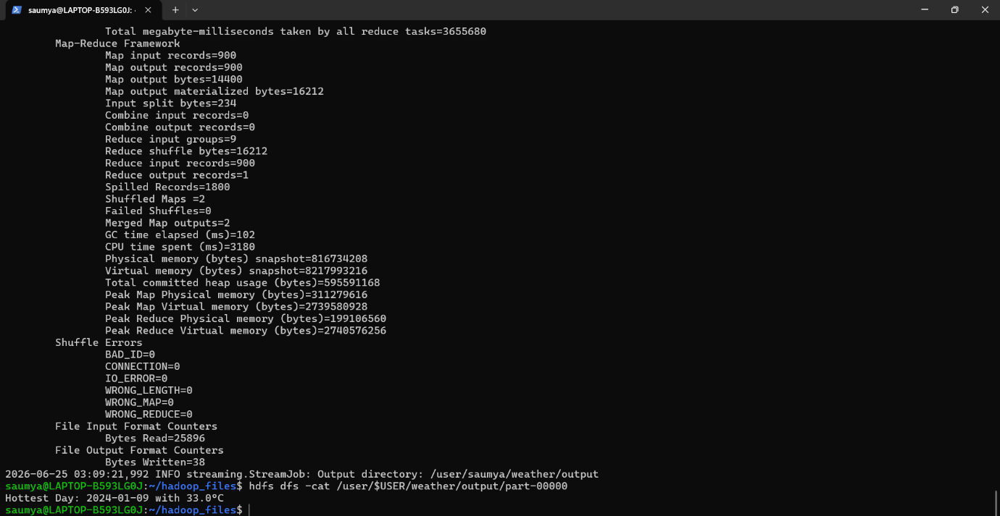 saumya@LAPTOP-B593LG0J: ·
Total megabyte-milliseconds taken by all reduce tasks=3655680
Map-Reduce Framework
Map input records=900
Map output records=900
Map output bytes=14400
Map output materialized bytes=16212
Input split bytes=234
Combine input records=0
Combine output records=0
Reduce input groups=9
Reduce shuffle bytes=16212
Reduce input records=900
Reduce output records=1
Spilled Records=1800
Shuffled Maps =2
Failed Shuffles=0
Merged Map outputs=2
GC time elapsed (ms)=102
CPU time spent (ms)=3180
Physical memory (bytes) snapshot=816734208
Virtual memory (bytes) snapshot=8217993216
Total committed heap usage (bytes)=595591168
Peak Map Physical memory (bytes)=311279616
Peak Map Virtual memory (bytes)=2739580928
Peak Reduce Physical memory (bytes)=199106560
Peak Reduce Virtual memory (bytes)=2740576256
Shuffle Errors
BAD_ID=0
CONNECTION=0
IO_ERROR=0
WRONG_LENGTH=0
WRONG_MAP=0
WRONG_REDUCE=0
File Input Format Counters
Bytes Read=25896
File Output Format Counters
Bytes Written=38
2026-06-25 03:09:21,992 INFO streaming.StreamJob: Output directory: /user/saumya/weather/output
saumya@LAPTOP-B593LG0J:~/hadoop_files$ hdfs dfs -cat /user/$USER/weather/output/part-00000
Hottest Day: 2024-01-09 with 33.0°C
saumya@LAPTOP-B593LG0J:~/hadoop_files$